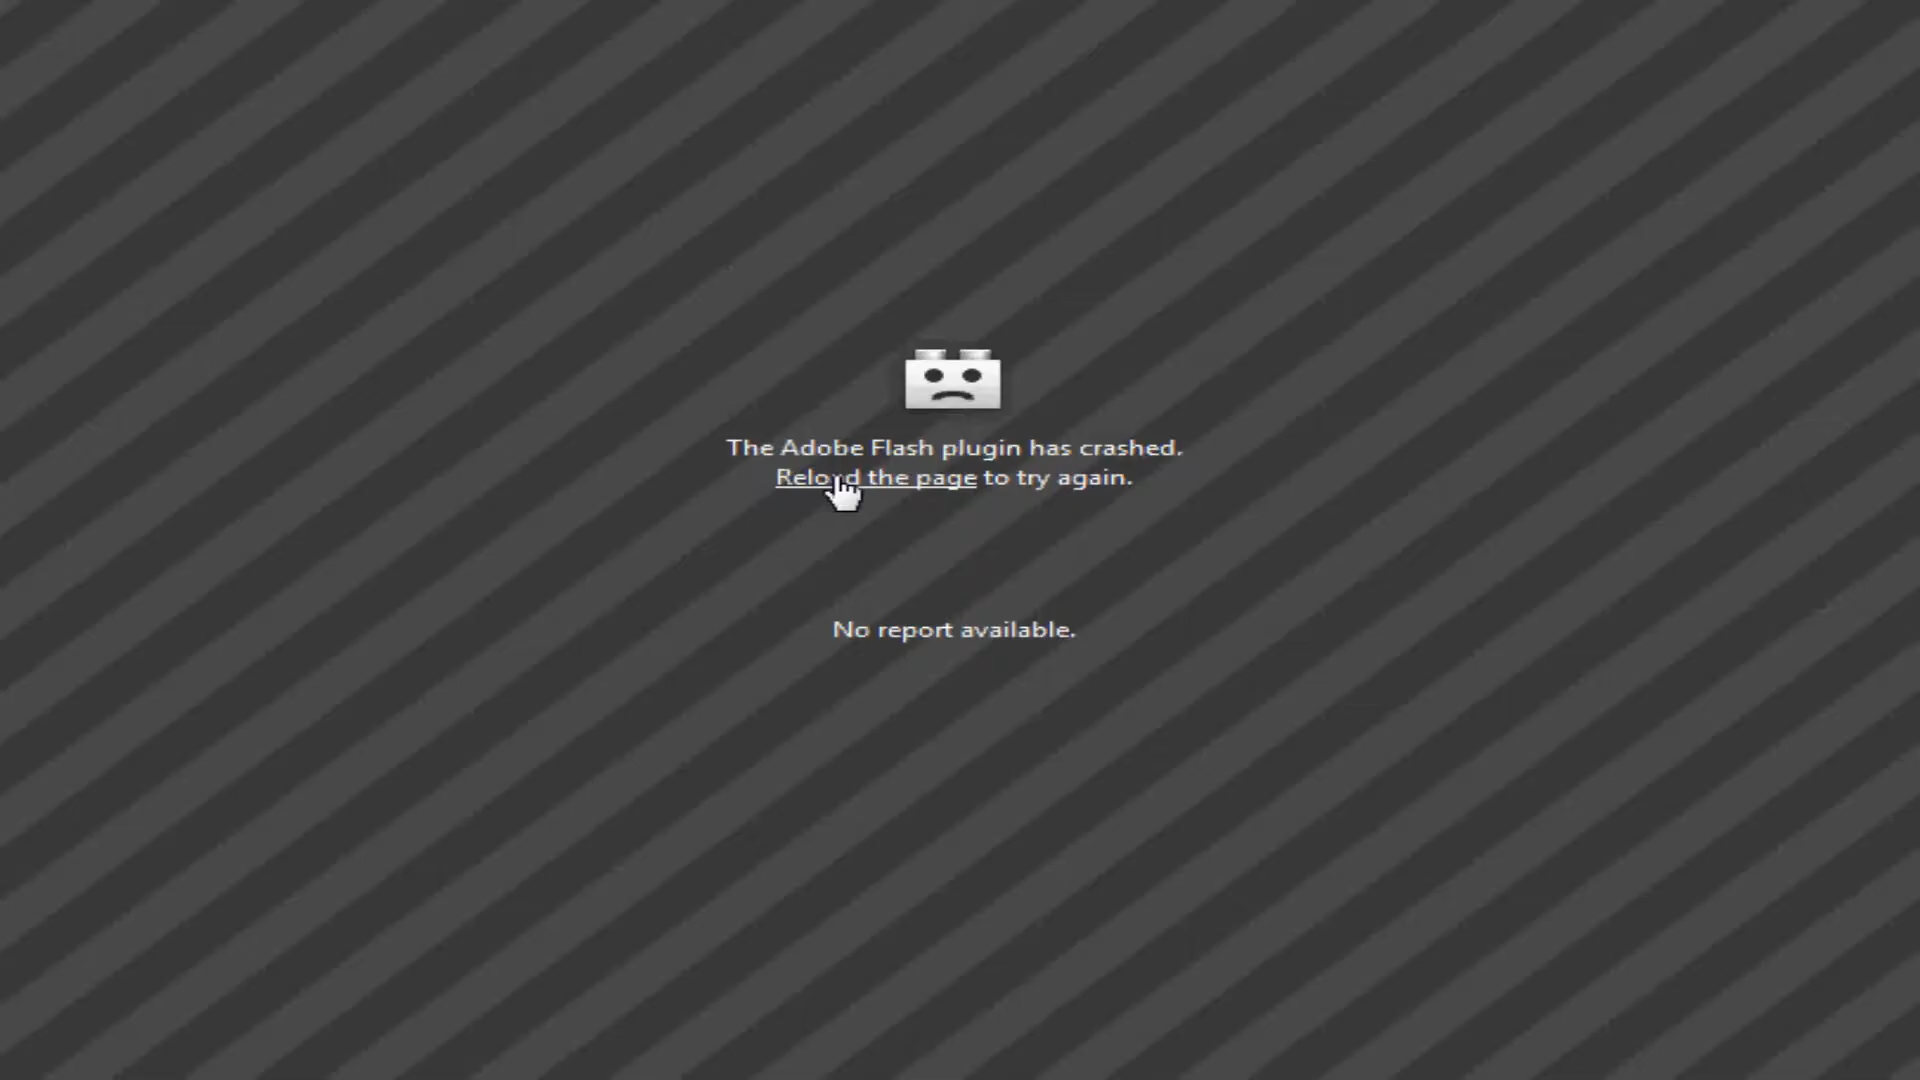 The Adobe Flash plugin has crashed.
Reload the page to try again.
No report available.